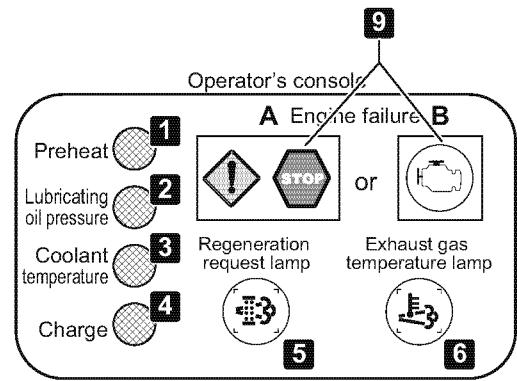 9
Operator's console
A Engine failure B
1
Preheat
STOP
or
2
Lubricating
oil pressure
3
Coolant
temperature
Regeneration
request lamp
Exhaust gas
temperature lamp
4
Charge
5
6